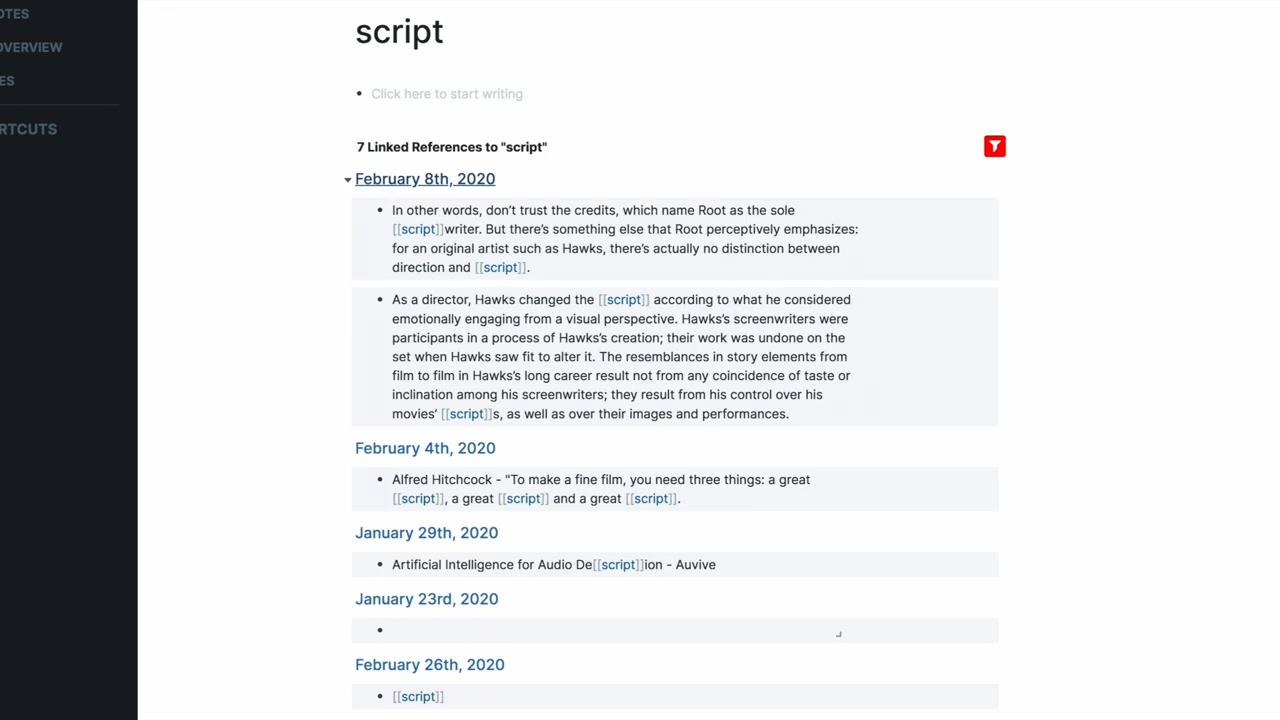 OTES
OVERVIEW
ES
RTCUTS
script
Click here to start writing
7 Linked References to "script"
February 8th, 2020
In other words, don’t trust the credits, which name Root as the sole
[[script]]writer. But there’s something else that Root perceptively emphasizes:
for an original artist such as Hawks, there’s actually no distinction between
direction and [[script]].
As a director, Hawks changed the [[script]] according to what he considered
emotionally engaging from a visual perspective. Hawks’s screenwriters were
participants in a process of Hawks’s creation; their work was undone on the
set when Hawks saw fit to alter it. The resemblances in story elements from
film to film in Hawks’s long career result not from any coincidence of taste or
inclination among his screenwriters; they result from his control over his
movies’ [[script]]s, as well as over their images and performances.
February 4th, 2020
Alfred Hitchcock - "To make a fine film, you need three things: a great
[[script]], a great [[script]] and a great [[script]].
January 29th, 2020
Artificial Intelligence for Audio De[[script]]ion - Auvive
January 23rd, 2020
February 26th, 2020
[[script]]